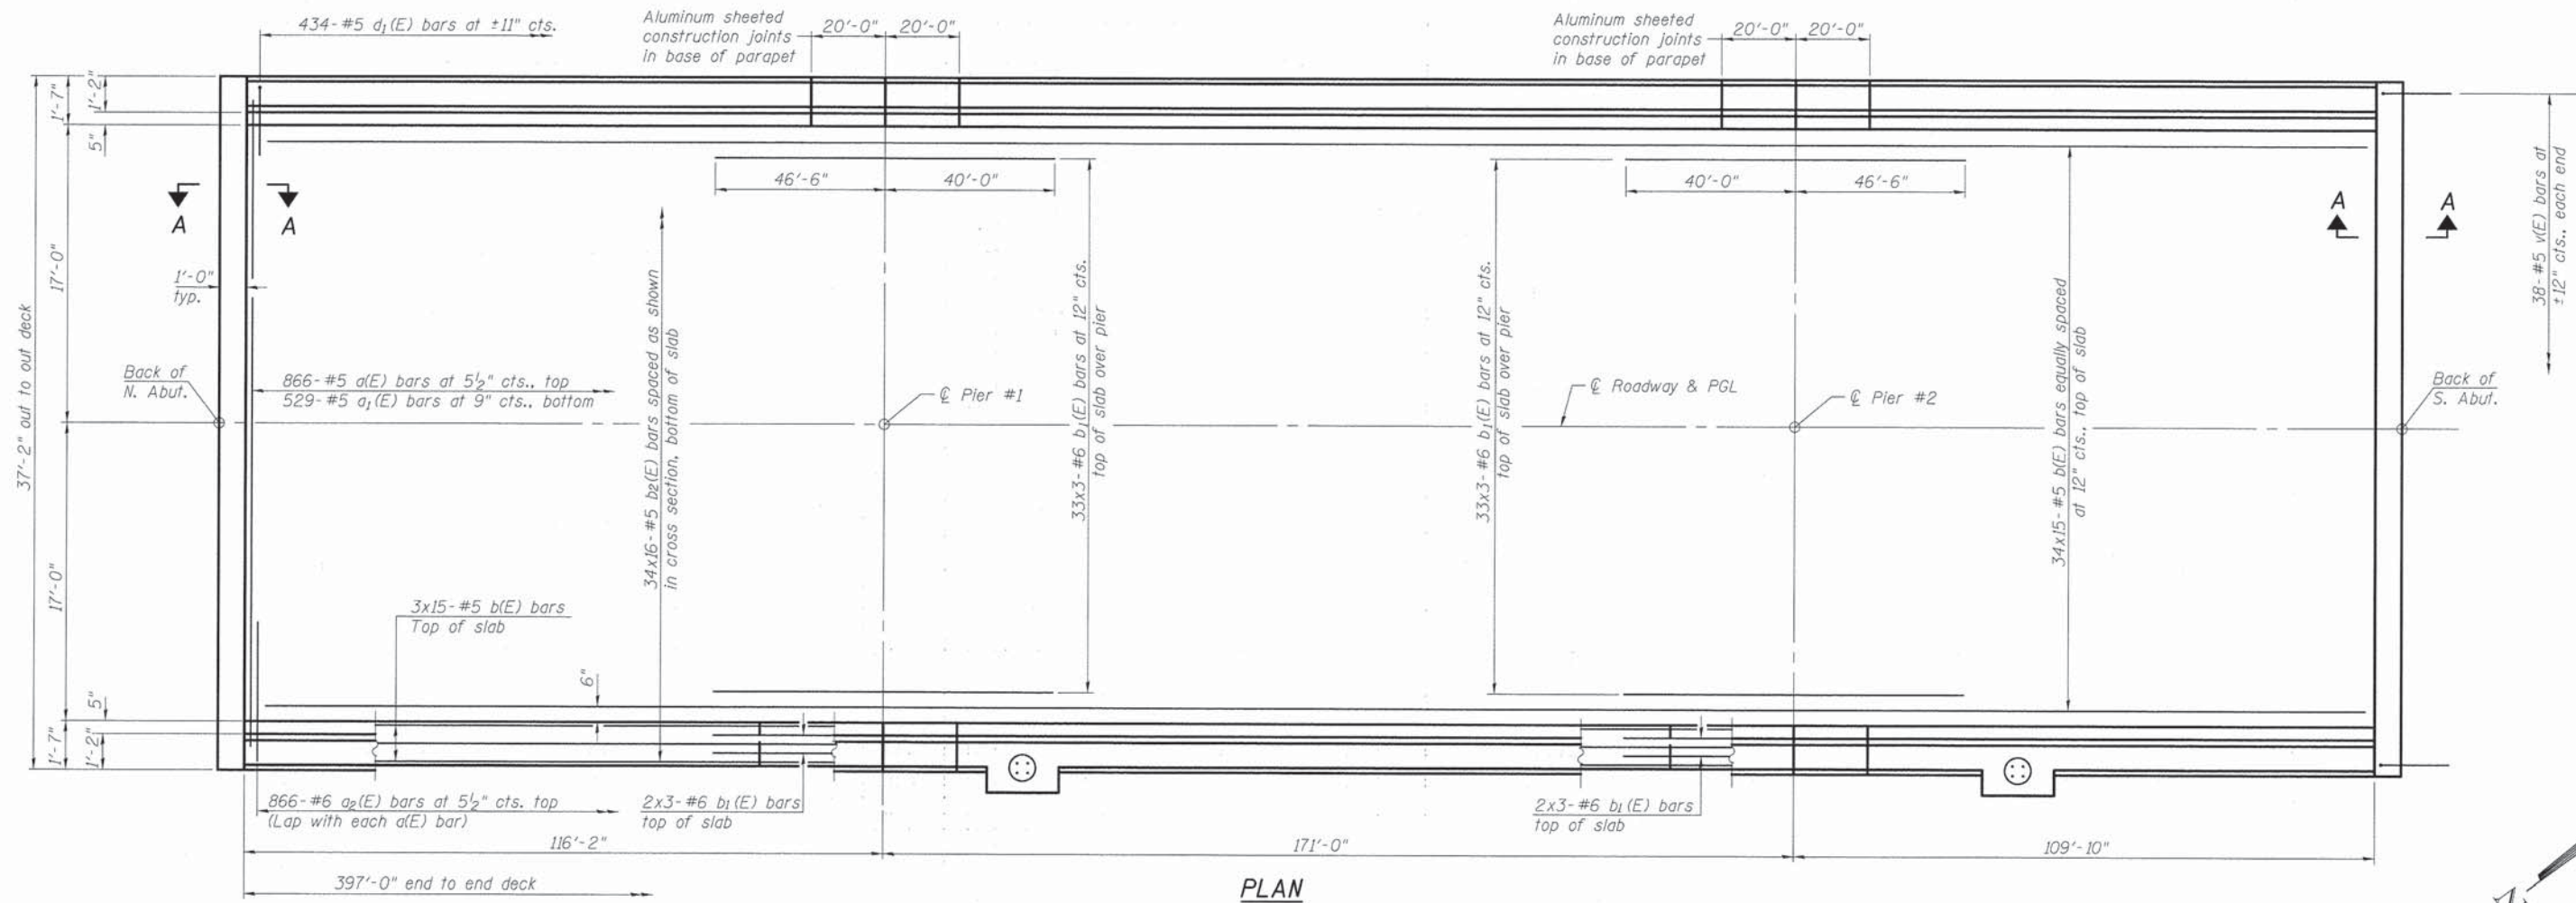 434-#5 d₁(E) bars at ±11" cts.
Aluminum sheeted
construction joints
in base of parapet
20'-0"
20'-0"
Aluminum sheeted
construction joints
in base of parapet
20'-0"
20'-0"
1'-7"
1'-2"
5"
46'-6"
40'-0"
40'-0"
46'-6"
A
A
A
A
38-#5 v(E) bars at
±12" cts., each end
17'-0"
1'-0"
typ.
37'-2" out to out deck
34x16-#5 b₂(E) bars spaced as shown
in cross section, bottom of slab
33x3-#6 b₁(E) bars at 12" cts.
top of slab over pier
33x3-#6 b₁(E) bars at 12" cts.
top of slab over pier
34x15-#5 b(E) bars equally spaced
at 12" cts., top of slab
Back of
N. Abut.
866-#5 a(E) bars at 5½" cts., top
529-#5 a₁(E) bars at 9" cts., bottom
℄ Pier #1
℄ Roadway & PGL
℄ Pier #2
Back of
S. Abut.
17'-0"
3x15-#5 b(E) bars
Top of slab
6"
5"
1'-7"
1'-2"
866-#6 a₂(E) bars at 5½" cts. top
(Lap with each a(E) bar)
2x3-#6 b₁(E) bars
top of slab
2x3-#6 b₁(E) bars
top of slab
116'-2"
171'-0"
109'-10"
397'-0" end to end deck
PLAN